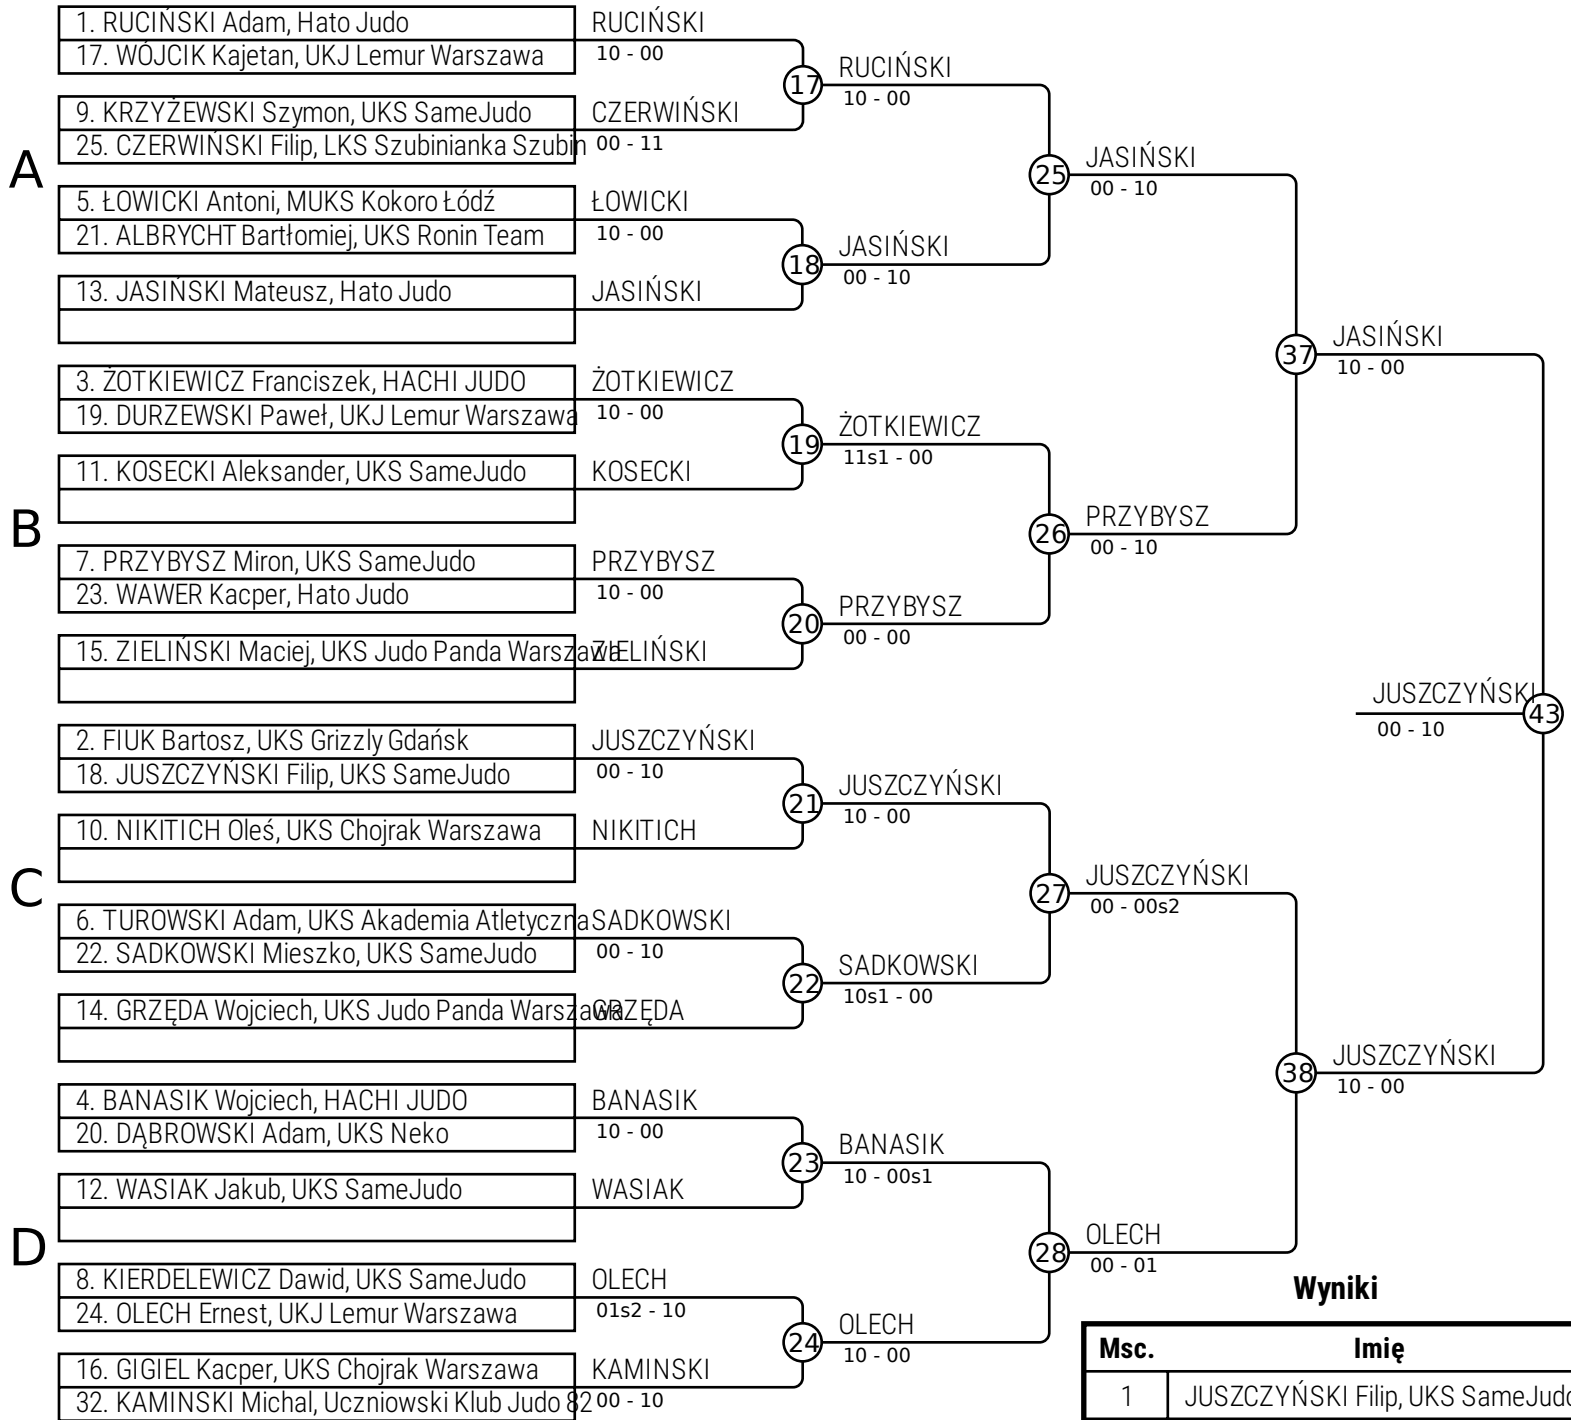 1. RUCIŃSKI Adam, Hato Judo
17. WÓJCIK Kajetan, UKJ Lemur Warszawa
RUCIŃSKI
10 - 00
9. KRZYŻEWSKI Szymon, UKS SameJudo
25. CZERWIŃSKI Filip, LKS Szubinianka Szubin
CZERWIŃSKI
00 - 11
17
RUCIŃSKI
10 - 00
A
5. ŁOWICKI Antoni, MUKS Kokoro Łódź
21. ALBRYCHT Bartłomiej, UKS Ronin Team
ŁOWICKI
10 - 00
13. JASIŃSKI Mateusz, Hato Judo
JASIŃSKI
18
JASIŃSKI
00 - 10
25
JASIŃSKI
00 - 10
3. ŻOTKIEWICZ Franciszek, HACHI JUDO
19. DURZEWSKI Paweł, UKJ Lemur Warszawa
ŻOTKIEWICZ
10 - 00
11. KOSECKI Aleksander, UKS SameJudo
KOSECKI
19
ŻOTKIEWICZ
11s1 - 00
B
7. PRZYBYSZ Miron, UKS SameJudo
23. WAWER Kacper, Hato Judo
PRZYBYSZ
10 - 00
15. ZIELIŃSKI Maciej, UKS Judo Panda Warszawa
ZIELIŃSKI
20
PRZYBYSZ
00 - 00
26
PRZYBYSZ
00 - 10
37
JASIŃSKI
10 - 00
2. FIUK Bartosz, UKS Grizzly Gdańsk
18. JUSZCZYŃSKI Filip, UKS SameJudo
JUSZCZYŃSKI
00 - 10
10. NIKITICH Oleś, UKS Chojrak Warszawa
NIKITICH
21
JUSZCZYŃSKI
10 - 00
C
6. TUROWSKI Adam, UKS Akademia Atletyczna
22. SADKOWSKI Mieszko, UKS SameJudo
SADKOWSKI
00 - 10
14. GRZĘDA Wojciech, UKS Judo Panda Warszawa
GRZĘDA
22
SADKOWSKI
10s1 - 00
27
JUSZCZYŃSKI
00 - 00s2
4. BANASIK Wojciech, HACHI JUDO
20. DĄBROWSKI Adam, UKS Neko
BANASIK
10 - 00
12. WASIAK Jakub, UKS SameJudo
WASIAK
23
BANASIK
10 - 00s1
D
8. KIERDELEWICZ Dawid, UKS SameJudo
24. OLECH Ernest, UKJ Lemur Warszawa
OLECH
01s2 - 10
16. GIGIEL Kacper, UKS Chojrak Warszawa
32. KAMINSKI Michal, Uczniowski Klub Judo 82
KAMINSKI
00 - 10
24
OLECH
10 - 00
28
OLECH
00 - 01
38
JUSZCZYŃSKI
10 - 00
JUSZCZYŃSKI
00 - 10
43
Wyniki
Msc. Imię
1 JUSZCZYŃSKI Filip, UKS SameJudo